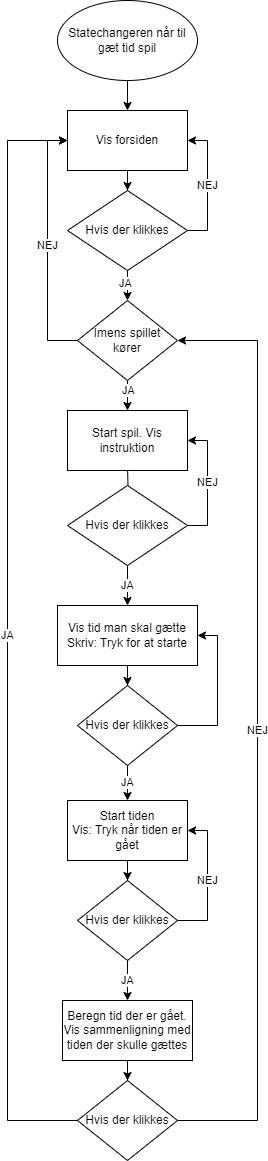 Statechangeren når til
gæt tid spil
Vis forsiden
NEJ
Hvis der klikkes
JA
NEJ
Imens spillet
kører
JA
Start spil. Vis
instruktion
NEJ
Hvis der klikkes
JA
Vis tid man skal gætte
Skriv: Tryk for at starte
JA
Hvis der klikkes
NEJ
JA
Start tiden
Vis: Tryk når tiden er
gået
NEJ
Hvis der klikkes
JA
Beregn tid der er gået.
Vis sammenligning med
tiden der skulle gættes
Hvis der klikkes